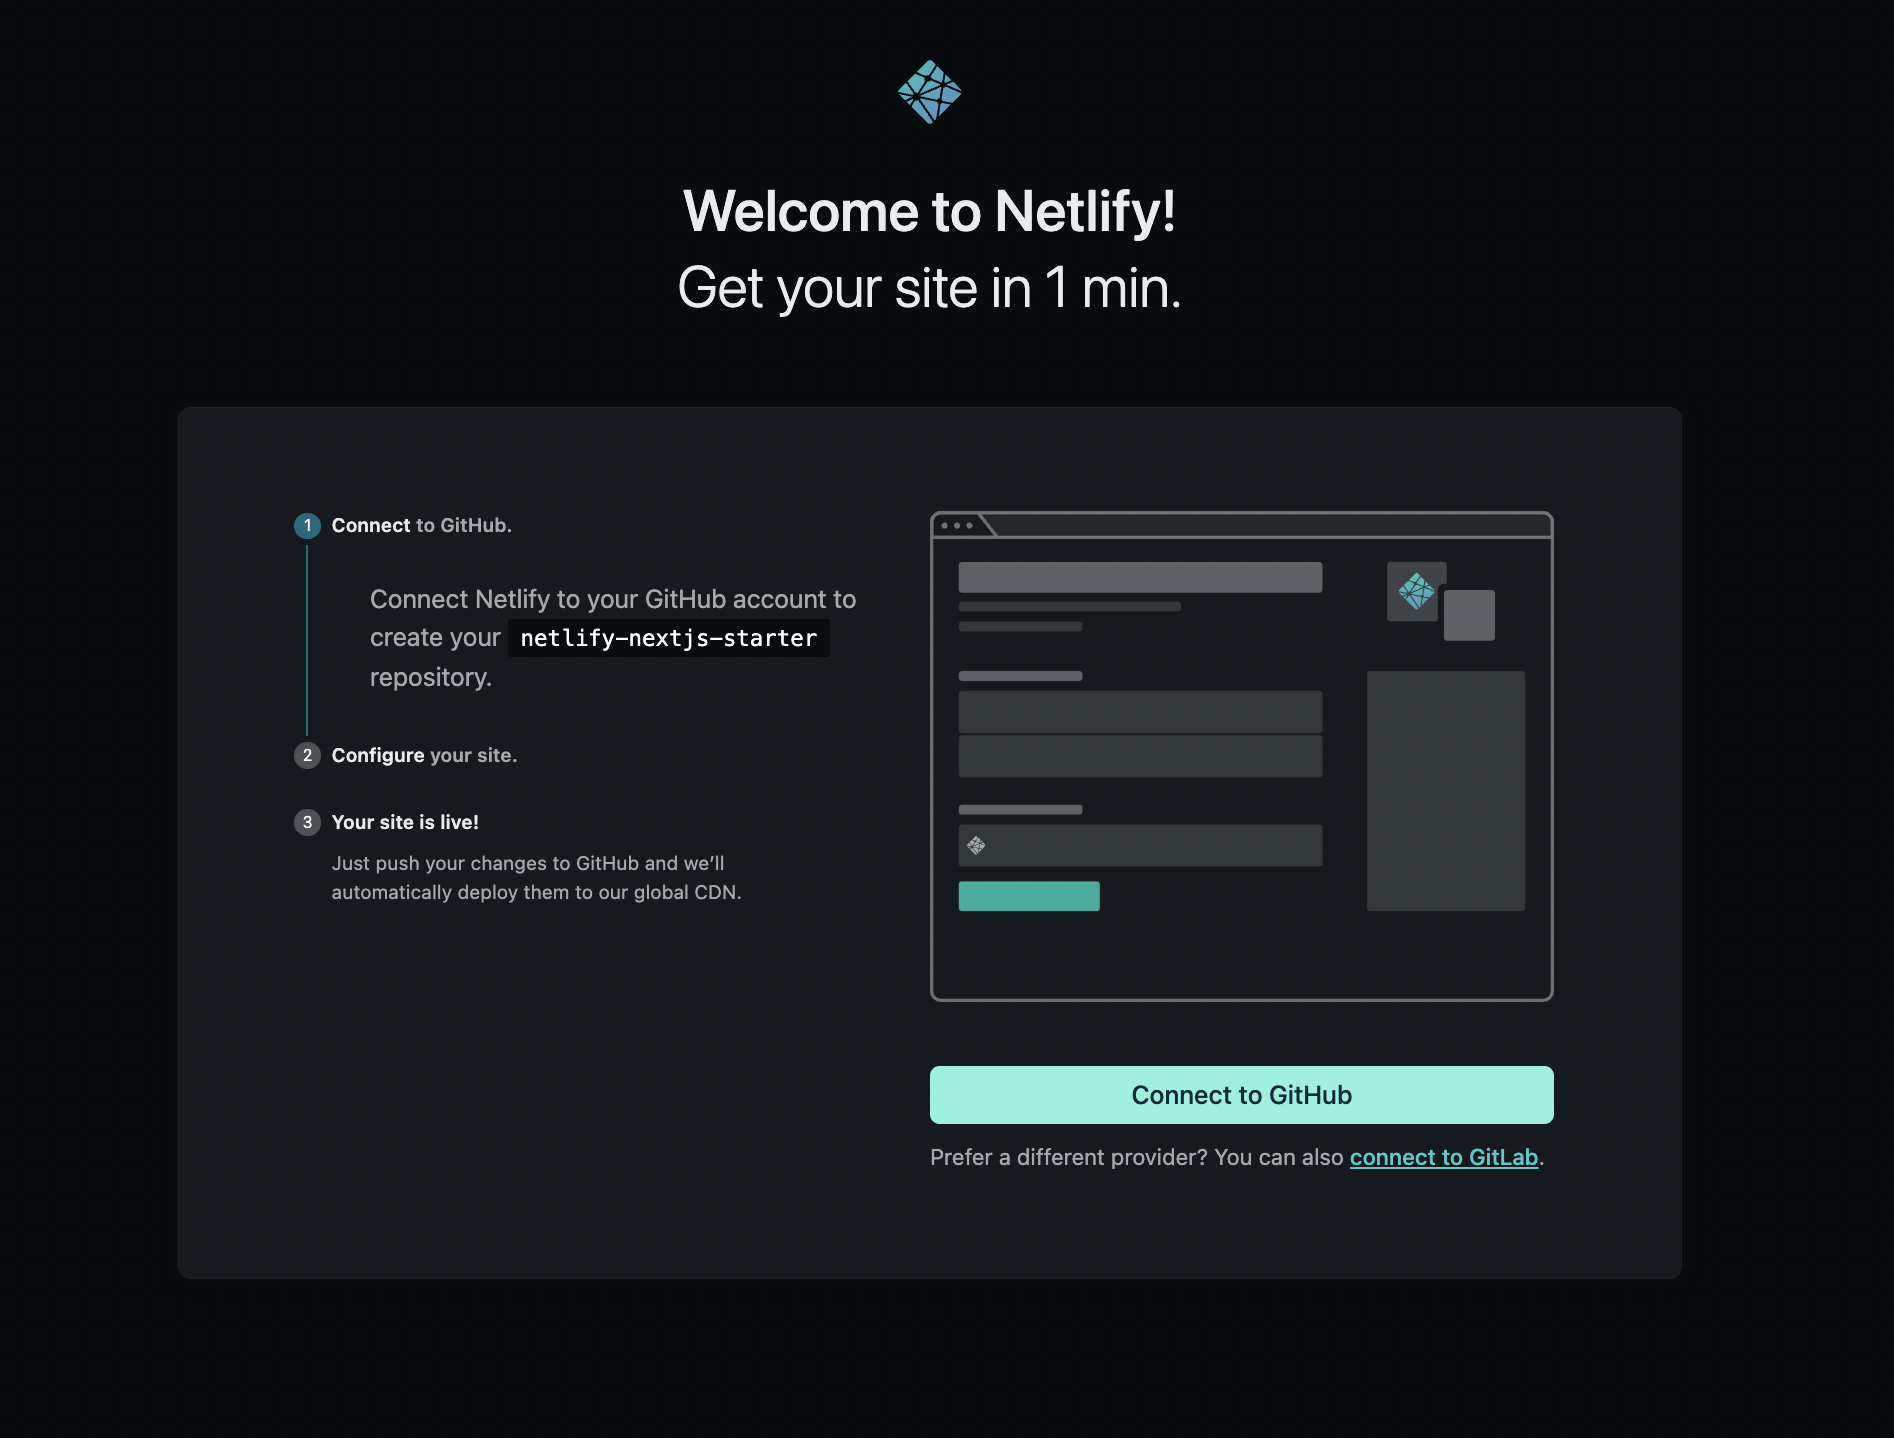 Welcome to Netlify!
Get your site in 1 min.
1 Connect to GitHub.
Connect Netlify to your GitHub account to
create your netlify-nextjs-starter
repository.
2 Configure your site.
3 Your site is live!
Just push your changes to GitHub and we’ll
automatically deploy them to our global CDN.
Connect to GitHub
Prefer a different provider? You can also connect to GitLab.